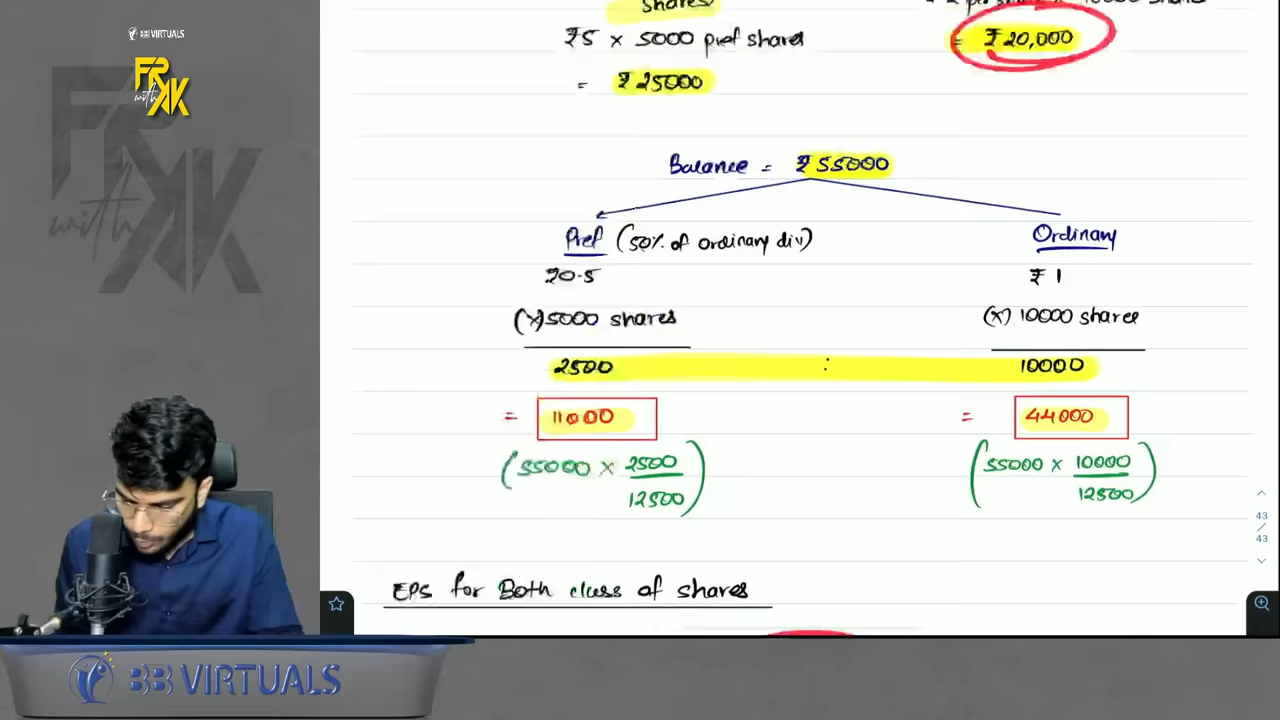 BB VIRTUALS
FR
with
AK
shares)
₹5 × 5000 pref shares
= ₹25000
= ₹20,000
Balance = ₹55000
Pref (50% of ordinary div)
Ordinary
₹0.5
₹1
(×) 5000 shares
(×) 10000 shares
2500 : 10000
= 11000
= 44000
(55000 × 2500
12500)
(55000 × 10000
12500)
EPS for Both class of shares
43
/
43
BB VIRTUALS